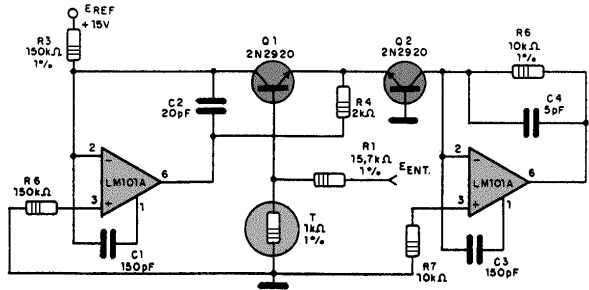 EREF
+15V
R3
150kΩ
1%
Q1
2N2920
Q2
2N2920
R6
10kΩ
1%
C2
20pF
R4
2kΩ
C4
5pF
R1
15,7kΩ
1%
EENT.
2
-
LM101A
6
3
+
1
R6
150kΩ
C1
150pF
T
1kΩ
1%
2
-
LM101A
6
3
+
1
R7
10kΩ
C3
150pF